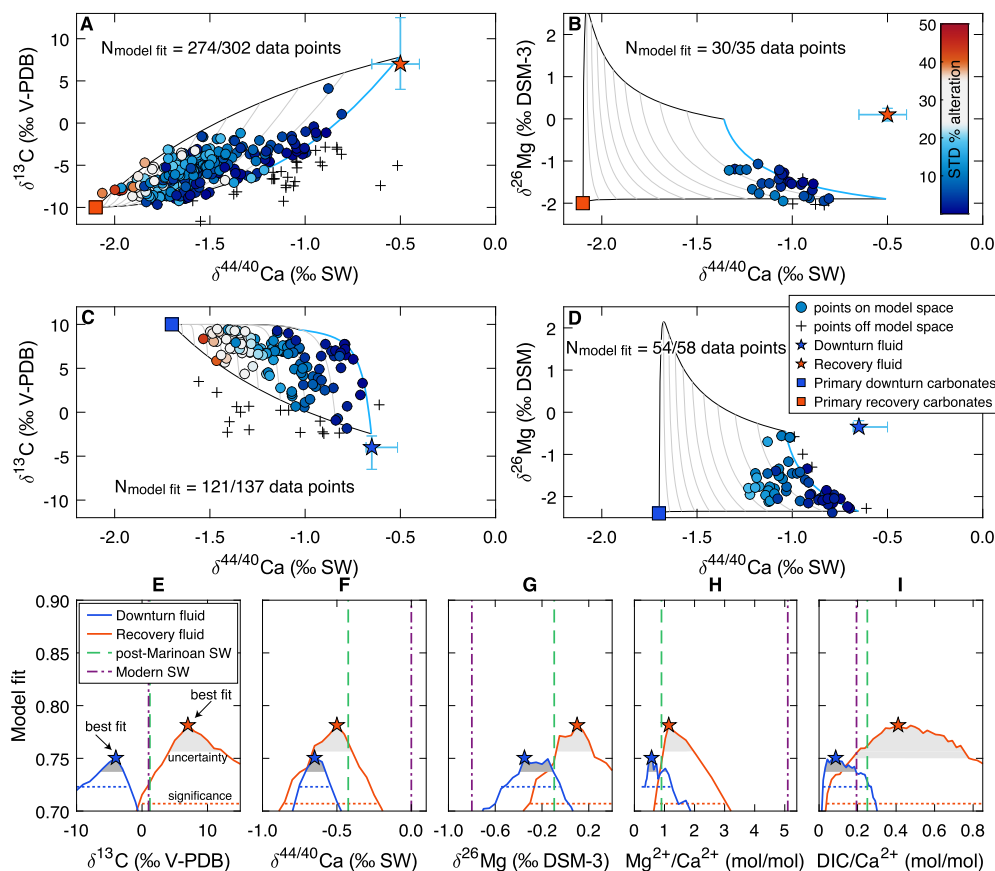 A
N model fit = 274/302 data points
δ13C (‰ V-PDB)
10
5
0
-5
-10
-2.0
-1.5
-1.0
-0.5
0.0
δ44/40Ca (‰ SW)
B
N model fit = 30/35 data points
δ26Mg (‰ DSM-3)
2
1
0
-1
-2
-2.0
-1.5
-1.0
-0.5
0.0
δ44/40Ca (‰ SW)
50
40
30
20
10
0
STD % alteration
C
N model fit = 121/137 data points
δ13C (‰ V-PDB)
10
5
0
-5
-10
-2.0
-1.5
-1.0
-0.5
0.0
δ44/40Ca (‰ SW)
D
N model fit = 54/58 data points
δ26Mg (‰ DSM)
2
1
0
-1
-2
-2.0
-1.5
-1.0
-0.5
0.0
δ44/40Ca (‰ SW)
points on model space
points off model space
Downturn fluid
Recovery fluid
Primary downturn carbonates
Primary recovery carbonates
E
Model fit
0.90
0.85
0.80
0.75
0.70
Downturn fluid
Recovery fluid
post-Marinoan SW
Modern SW
best fit
best fit
uncertainty
significance
-10
0
10
δ13C (‰ V-PDB)
F
-1.0
-0.5
0.0
δ44/40Ca (‰ SW)
G
-1.0
-0.6
-0.2
0.2
δ26Mg (‰ DSM-3)
H
0
1
2
3
4
5
Mg2+/Ca2+ (mol/mol)
I
0
0.2
0.4
0.6
0.8
DIC/Ca2+ (mol/mol)